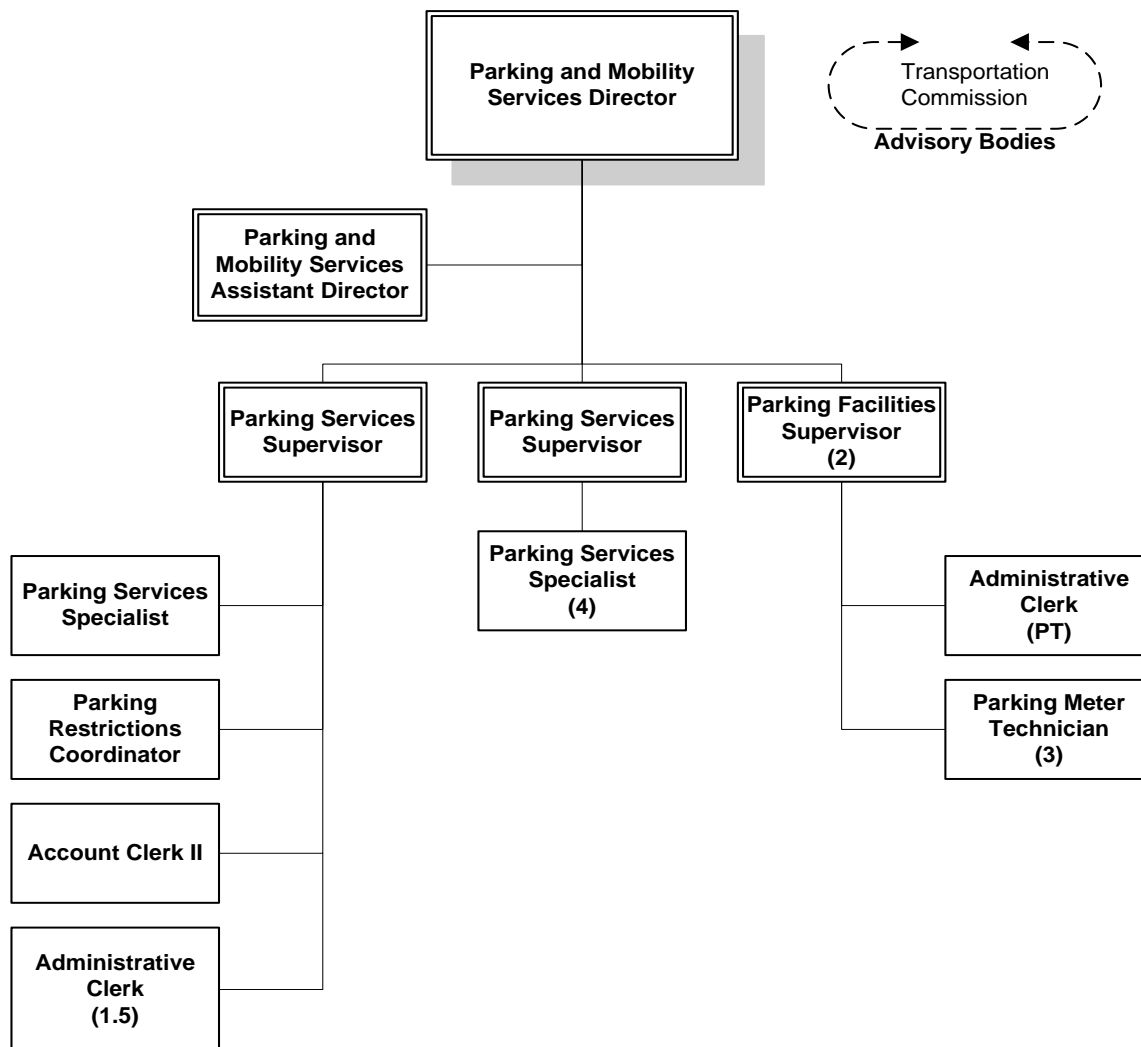 Parking and Mobility
Services Director
Transportation
Commission
Advisory Bodies
Parking and
Mobility Services
Assistant Director
Parking Services
Supervisor
Parking Services
Supervisor
Parking Facilities
Supervisor
(2)
Parking Services
Specialist
Parking Services
Specialist
(4)
Administrative
Clerk
(PT)
Parking
Restrictions
Coordinator
Parking Meter
Technician
(3)
Account Clerk II
Administrative
Clerk
(1.5)